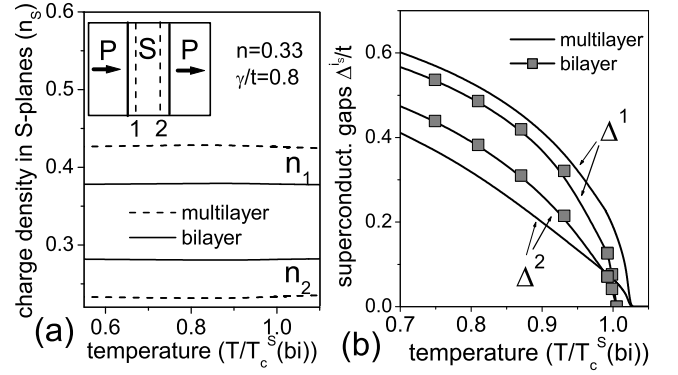 0.6
0.5
0.4
0.3
charge density in S-planes (n_S)
P S P
1 2
n=0.33
γ/t=0.8
n_1
multilayer
bilayer
n_2
0.6 0.8 1.0
(a)
temperature (T/T_c^S(bi))
0.6
0.4
0.2
0.0
superconduct. gaps Δ^i_s/t
multilayer
bilayer
Δ^1
Δ^2
0.7 0.8 0.9 1.0
(b)
temperature (T/T_c^S(bi))